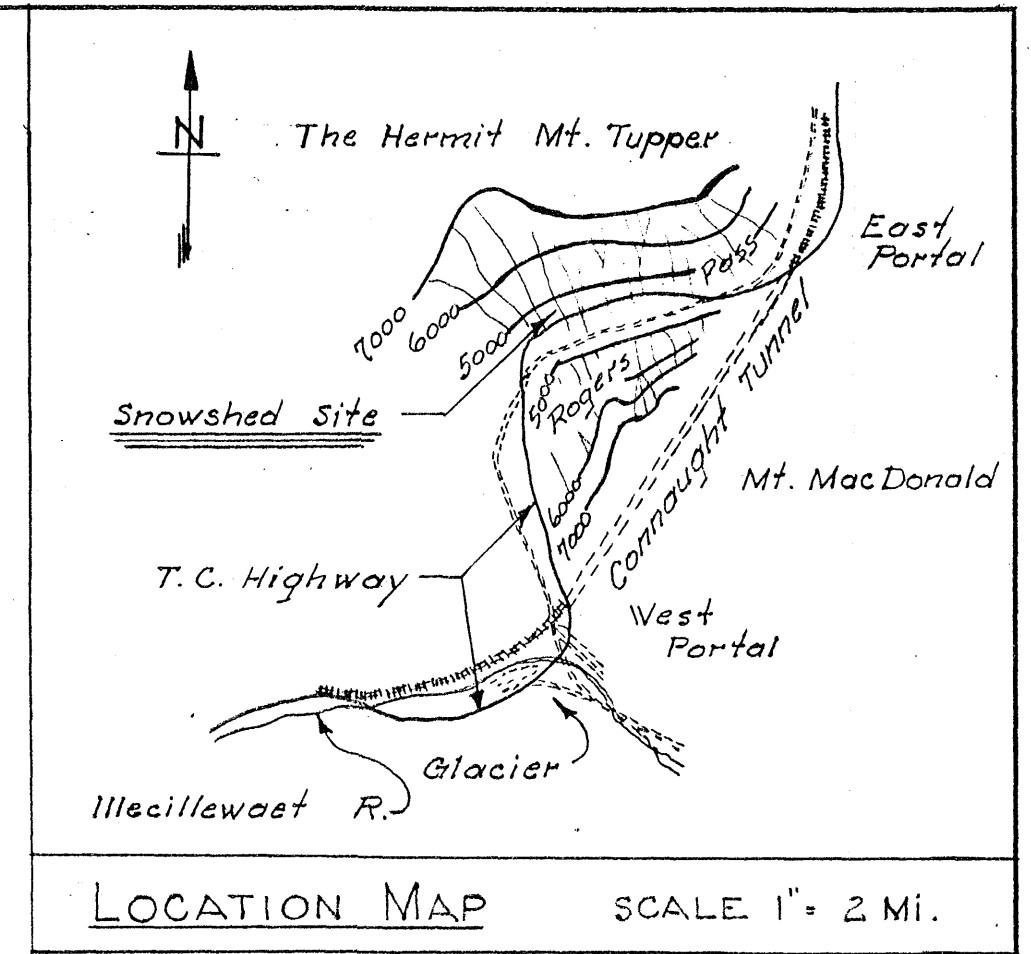 N
The Hermit Mt. Tupper
East
Portal
Pass
7000
6000
5000
Rogers
5000
6000
7000
Snowshed Site
Connaught Tunnel
Mt. MacDonald
T. C. Highway
West
Portal
Glacier
Illecillewaet R.
LOCATION MAP SCALE 1" = 2 Mi.